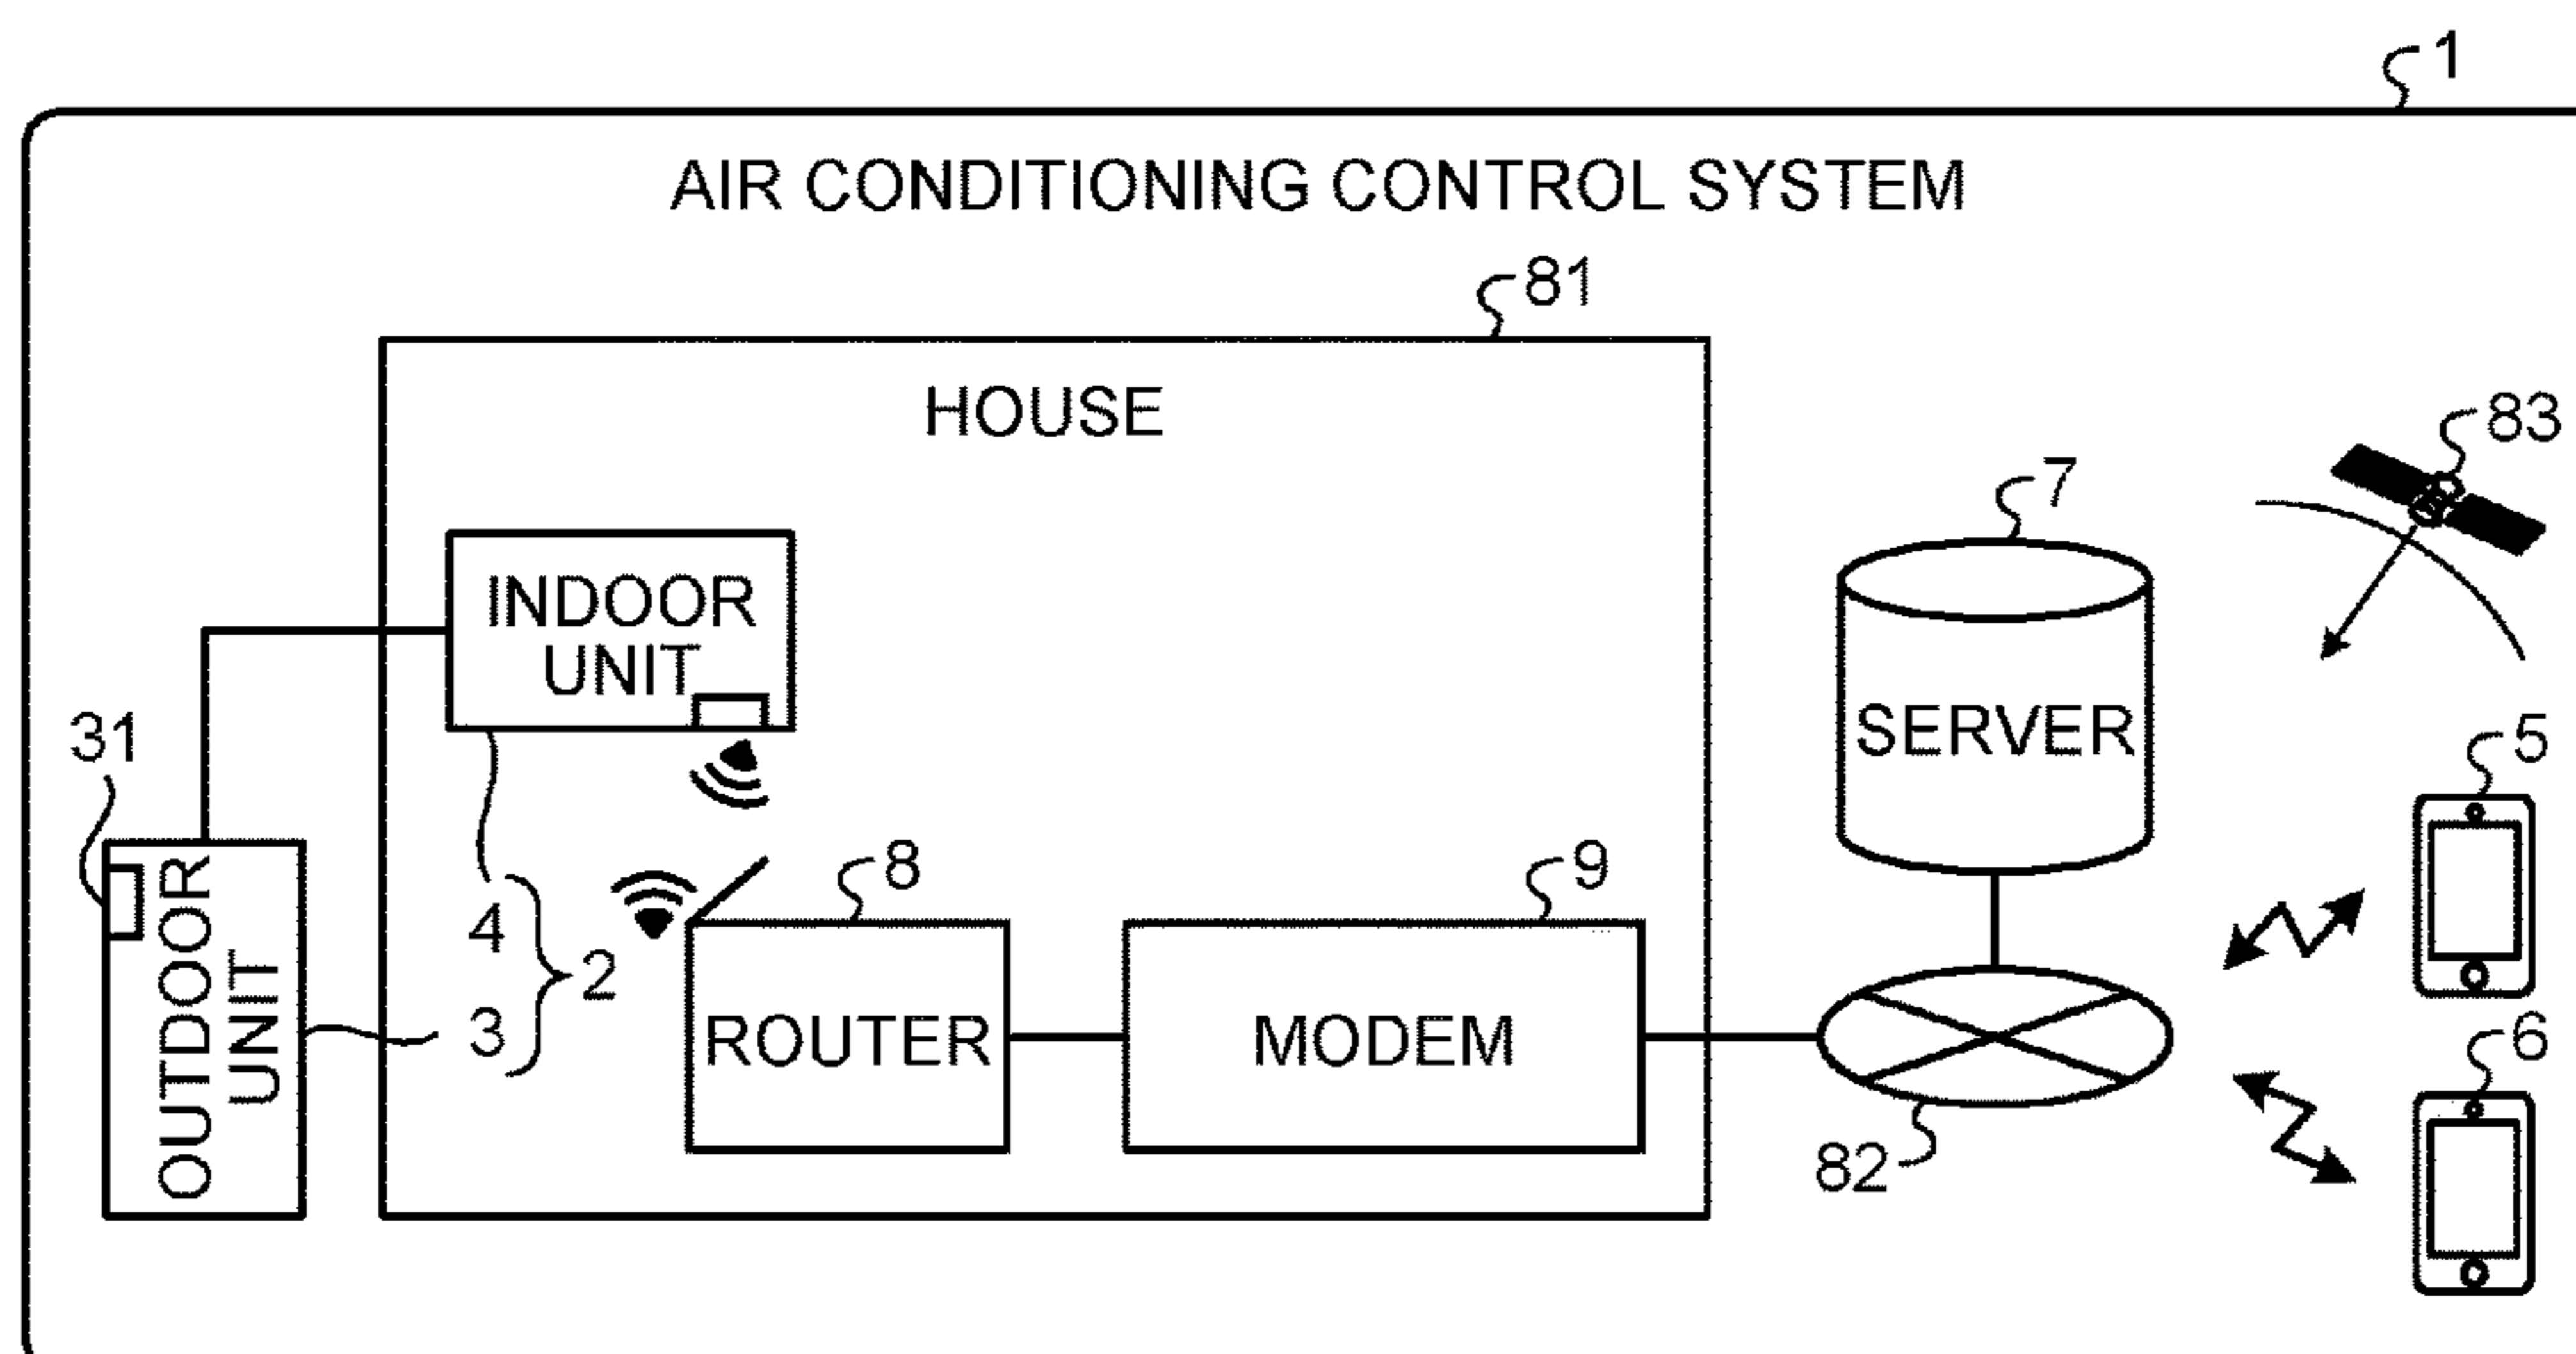 1
AIR CONDITIONING CONTROL SYSTEM
81
HOUSE
83
7
INDOOR
UNIT
SERVER
31
5
OUTDOOR
UNIT
4
3
2
8
ROUTER
9
MODEM
82
6